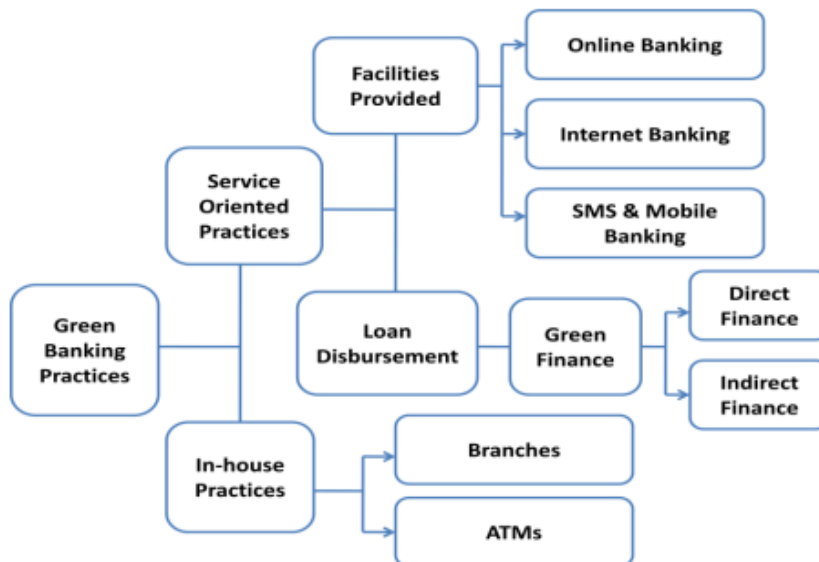 Facilities
Provided
Online Banking
Internet Banking
SMS & Mobile
Banking
Service
Oriented
Practices
Green
Banking
Practices
Loan
Disbursement
Green
Finance
Direct
Finance
Indirect
Finance
In-house
Practices
Branches
ATMs